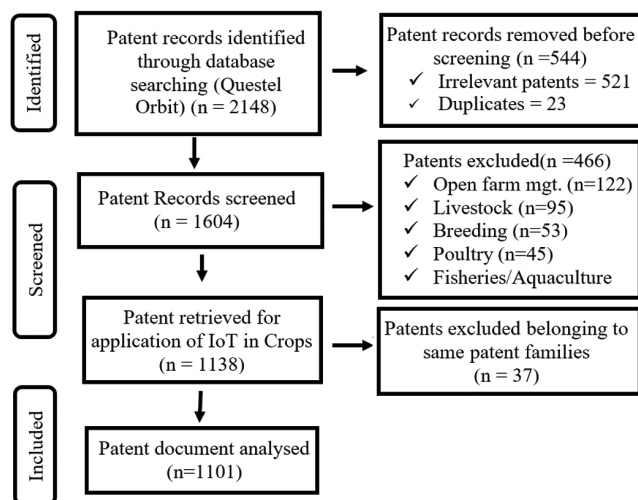 Identified
Patent records identified
through database
searching (Questel
Orbit) (n = 2148)
Patent records removed before
screening (n =544)
✓ Irrelevant patents = 521
✓ Duplicates = 23
Screened
Patent Records screened
(n = 1604)
Patents excluded(n =466)
✓ Open farm mgt. (n=122)
✓ Livestock (n=95)
✓ Breeding (n=53)
✓ Poultry (n=45)
✓ Fisheries/Aquaculture
Patent retrieved for
application of IoT in Crops
(n = 1138)
Patents excluded belonging to
same patent families
(n = 37)
Included
Patent document analysed
(n=1101)